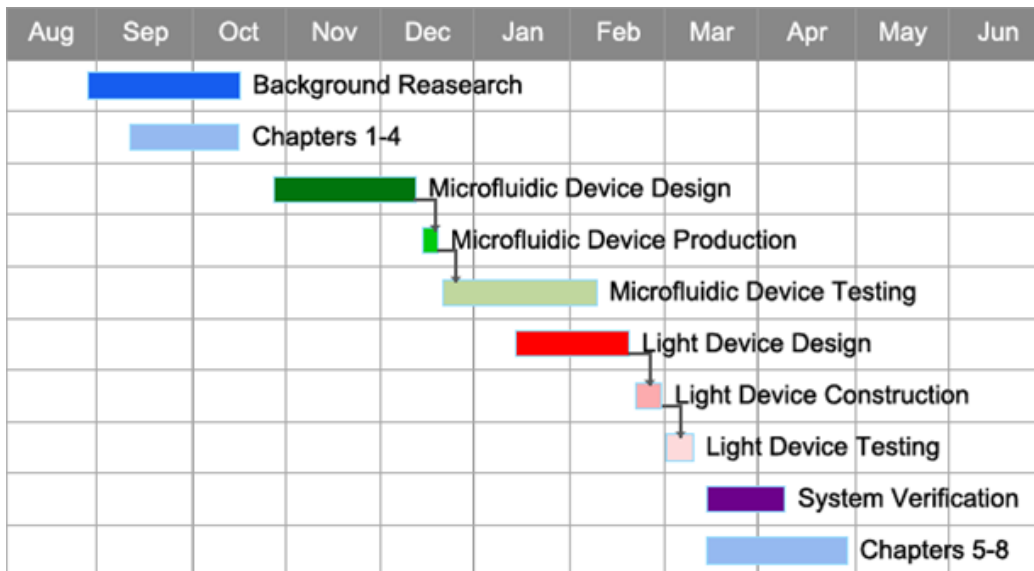 Aug Sep Oct Nov Dec Jan Feb Mar Apr May Jun
Background Reasearch
Chapters 1-4
Microfluidic Device Design
Microfluidic Device Production
Microfluidic Device Testing
Light Device Design
Light Device Construction
Light Device Testing
System Verification
Chapters 5-8